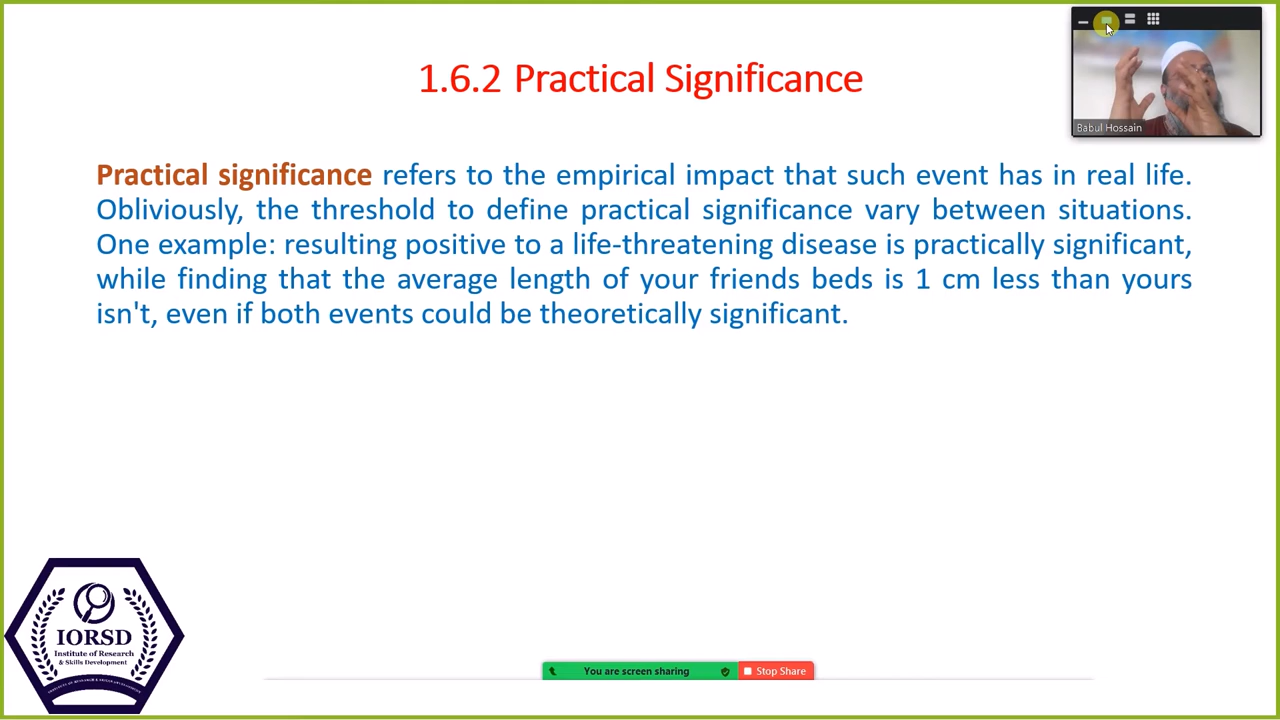 1.6.2 Practical Significance
Babul Hossain
Practical significance refers to the empirical impact that such event has in real life.
Obliviously, the threshold to define practical significance vary between situations.
One example: resulting positive to a life-threatening disease is practically significant,
while finding that the average length of your friends beds is 1 cm less than yours
isn't, even if both events could be theoretically significant.
IORSD
Institute of Research
& Skills Development
You are screen sharing
Stop Share